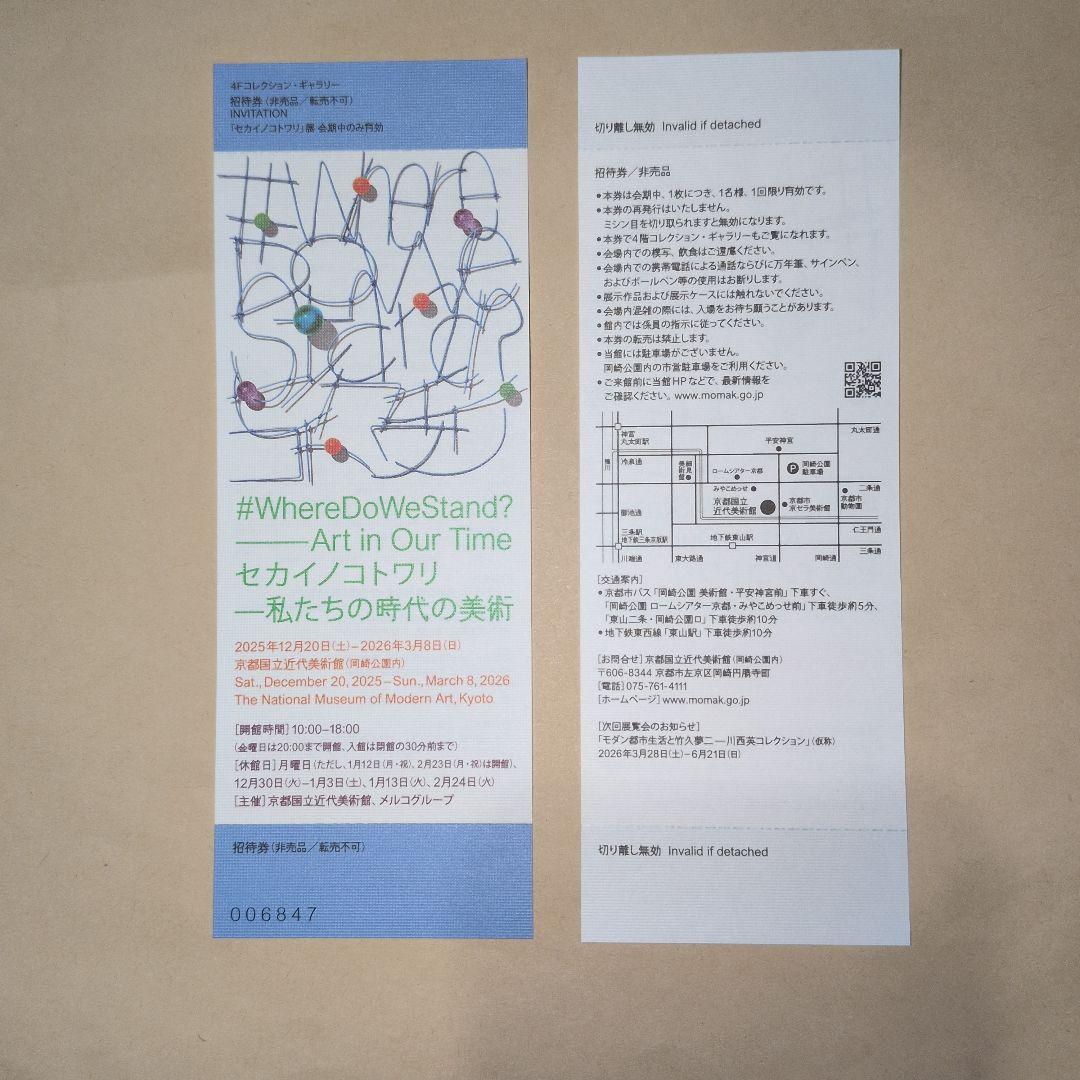 4Fコレクション・ギャラリー
招待券（非売品／転売不可）
INVITATION
「セカイノコトワリ」展 会期中のみ有効
#WhereDoWeStand?
——Art in Our Time
セカイノコトワリ
—私たちの時代の美術
2025年12月20日（土）–2026年3月8日（日）
京都国立近代美術館（岡崎公園内）
Sat., December 20, 2025–Sun., March 8, 2026
The National Museum of Modern Art, Kyoto
［開館時間］10:00–18:00
（金曜日は20:00まで開館、入館は閉館の30分前まで）
［休館日］月曜日（ただし、1月12日（月・祝）、2月23日（月・祝）は開館）、
12月30日（火）–1月3日（土）、1月13日（火）、2月24日（火）
［主催］京都国立近代美術館、メルコグループ
招待券（非売品／転売不可）
006847
切り離し無効 Invalid if detached
招待券／非売品
●本券は会期中、1枚につき、1名様、1回限り有効です。
●本券の再発行はいたしません。
ミシン目を切り取られますと無効になります。
●本券で4階コレクション・ギャラリーもご覧になれます。
●会場内での模写、飲食はご遠慮ください。
●会場内での携帯電話による通話ならびに万年筆、サインペン、
およびボールペン等の使用はお断りします。
●展示作品および展示ケースには触れないでください。
●会場内混雑の際には、入場をお待ち願うことがあります。
●館内では係員の指示に従ってください。
●本券の転売は禁止します。
●当館には駐車場がございません。
岡崎公園内の市営駐車場をご利用ください。
●ご来館前に当館HPなどで、最新情報を
ご確認ください。www.momak.go.jp
神宮
丸太町駅
平安神宮
丸太町通
鴨川
冷泉通
細見
美術館
ロームシアター京都
P
岡崎公園
駐車場
みやこめっせ
二条通
京都国立
近代美術館
京都市
京セラ美術館
京都市
動物園
御池通
仁王門通
三条駅
地下鉄三条京阪駅
地下鉄東山駅
三条通
川端通
東大路通
神宮道
岡崎通
［交通案内］
●京都市バス「岡崎公園 美術館・平安神宮前」下車すぐ、
「岡崎公園 ロームシアター京都・みやこめっせ前」下車徒歩約5分、
「東山二条・岡崎公園口」下車徒歩約10分
●地下鉄東西線「東山駅」下車徒歩約10分
［お問合せ］京都国立近代美術館（岡崎公園内）
〒606-8344 京都市左京区岡崎円勝寺町
［電話］075-761-4111
［ホームページ］www.momak.go.jp
［次回展覧会のお知らせ］
「モダン都市生活と竹久夢二—川西英コレクション」（仮称）
2026年3月28日（土）–6月21日（日）
切り離し無効 Invalid if detached